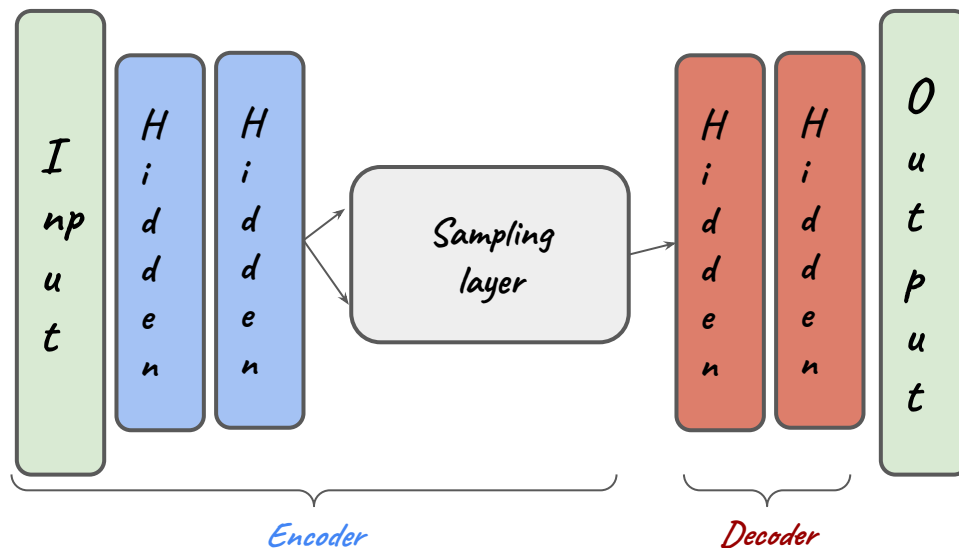 Input
Hidden
Hidden
Sampling
layer
Hidden
Hidden
Output
Encoder
Decoder